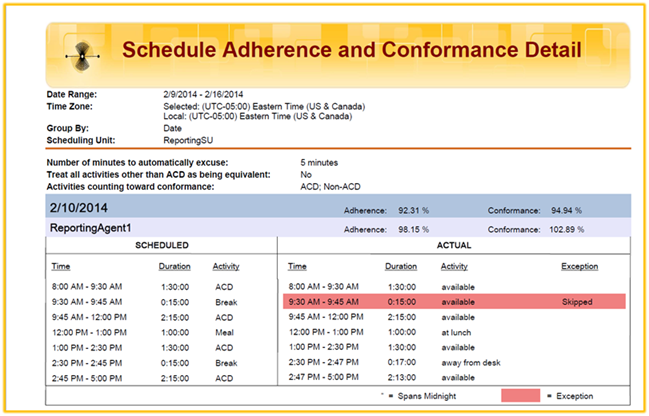 Schedule Adherence and Conformance Detail
Date Range: 2/9/2014 - 2/16/2014
Time Zone: Selected: (UTC-05:00) Eastern Time (US & Canada)
Local: (UTC-05:00) Eastern Time (US & Canada)
Group By: Date
Scheduling Unit: ReportingSU
Number of minutes to automatically excuse: 5 minutes
Treat all activities other than ACD as being equivalent: No
Activities counting toward conformance: ACD; Non-ACD
2/10/2014 Adherence: 92.31 % Conformance: 94.94 %
ReportingAgent1 Adherence: 98.15 % Conformance: 102.89 %
SCHEDULED ACTUAL
Time Duration Activity Time Duration Activity Exception
8:00 AM - 9:30 AM 1:30:00 ACD 8:00 AM - 9:30 AM 1:30:00 available
9:30 AM - 9:45 AM 0:15:00 Break 9:30 AM - 9:45 AM 0:15:00 available Skipped
9:45 AM - 12:00 PM 2:15:00 ACD 9:45 AM - 12:00 PM 2:15:00 available
12:00 PM - 1:00 PM 1:00:00 Meal 12:00 PM - 1:00 PM 1:00:00 at lunch
1:00 PM - 2:30 PM 1:30:00 ACD 1:00 PM - 2:30 PM 1:30:00 available
2:30 PM - 2:45 PM 0:15:00 Break 2:30 PM - 2:47 PM 0:17:00 away from desk
2:45 PM - 5:00 PM 2:15:00 ACD 2:47 PM - 5:00 PM 2:13:00 available
* = Spans Midnight = Exception